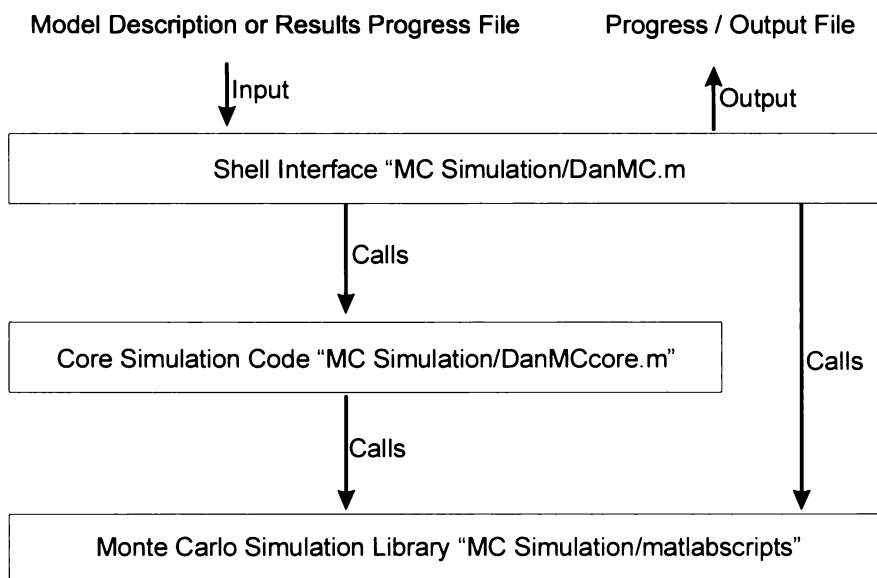 Model Description or Results Progress File
Progress / Output File
Input
Output
Shell Interface “MC Simulation/DanMC.m
Calls
Core Simulation Code “MC Simulation/DanMCcore.m”
Calls
Calls
Monte Carlo Simulation Library “MC Simulation/matlabscripts”